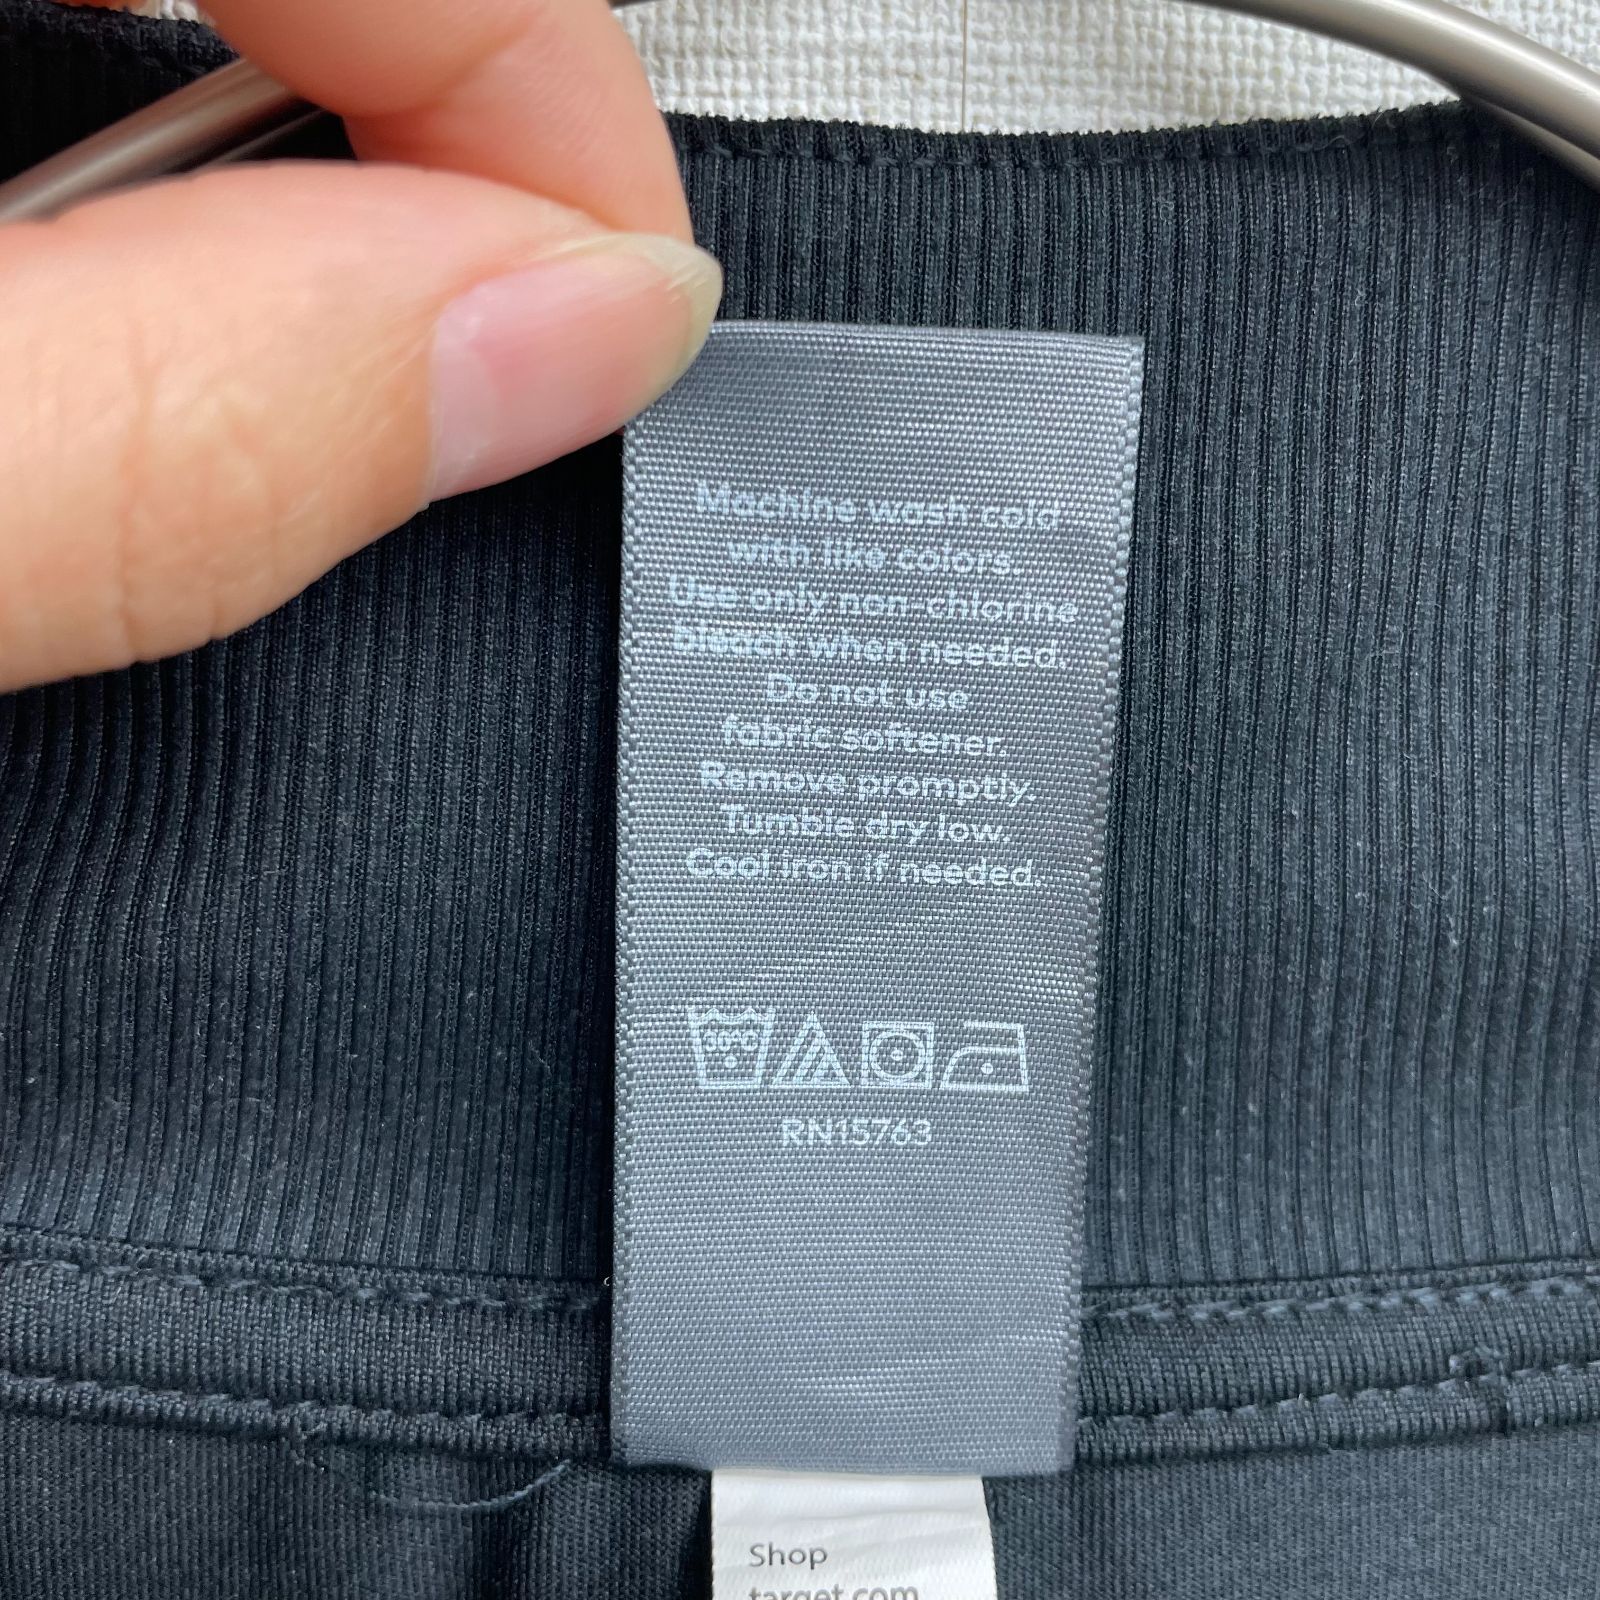 Machine wash cold
with like colors.
Use only non-chlorine
bleach when needed.
Do not use
fabric softener.
Remove promptly.
Tumble dry low.
Cool iron if needed.
30°C
RN15763
Shop
target.com